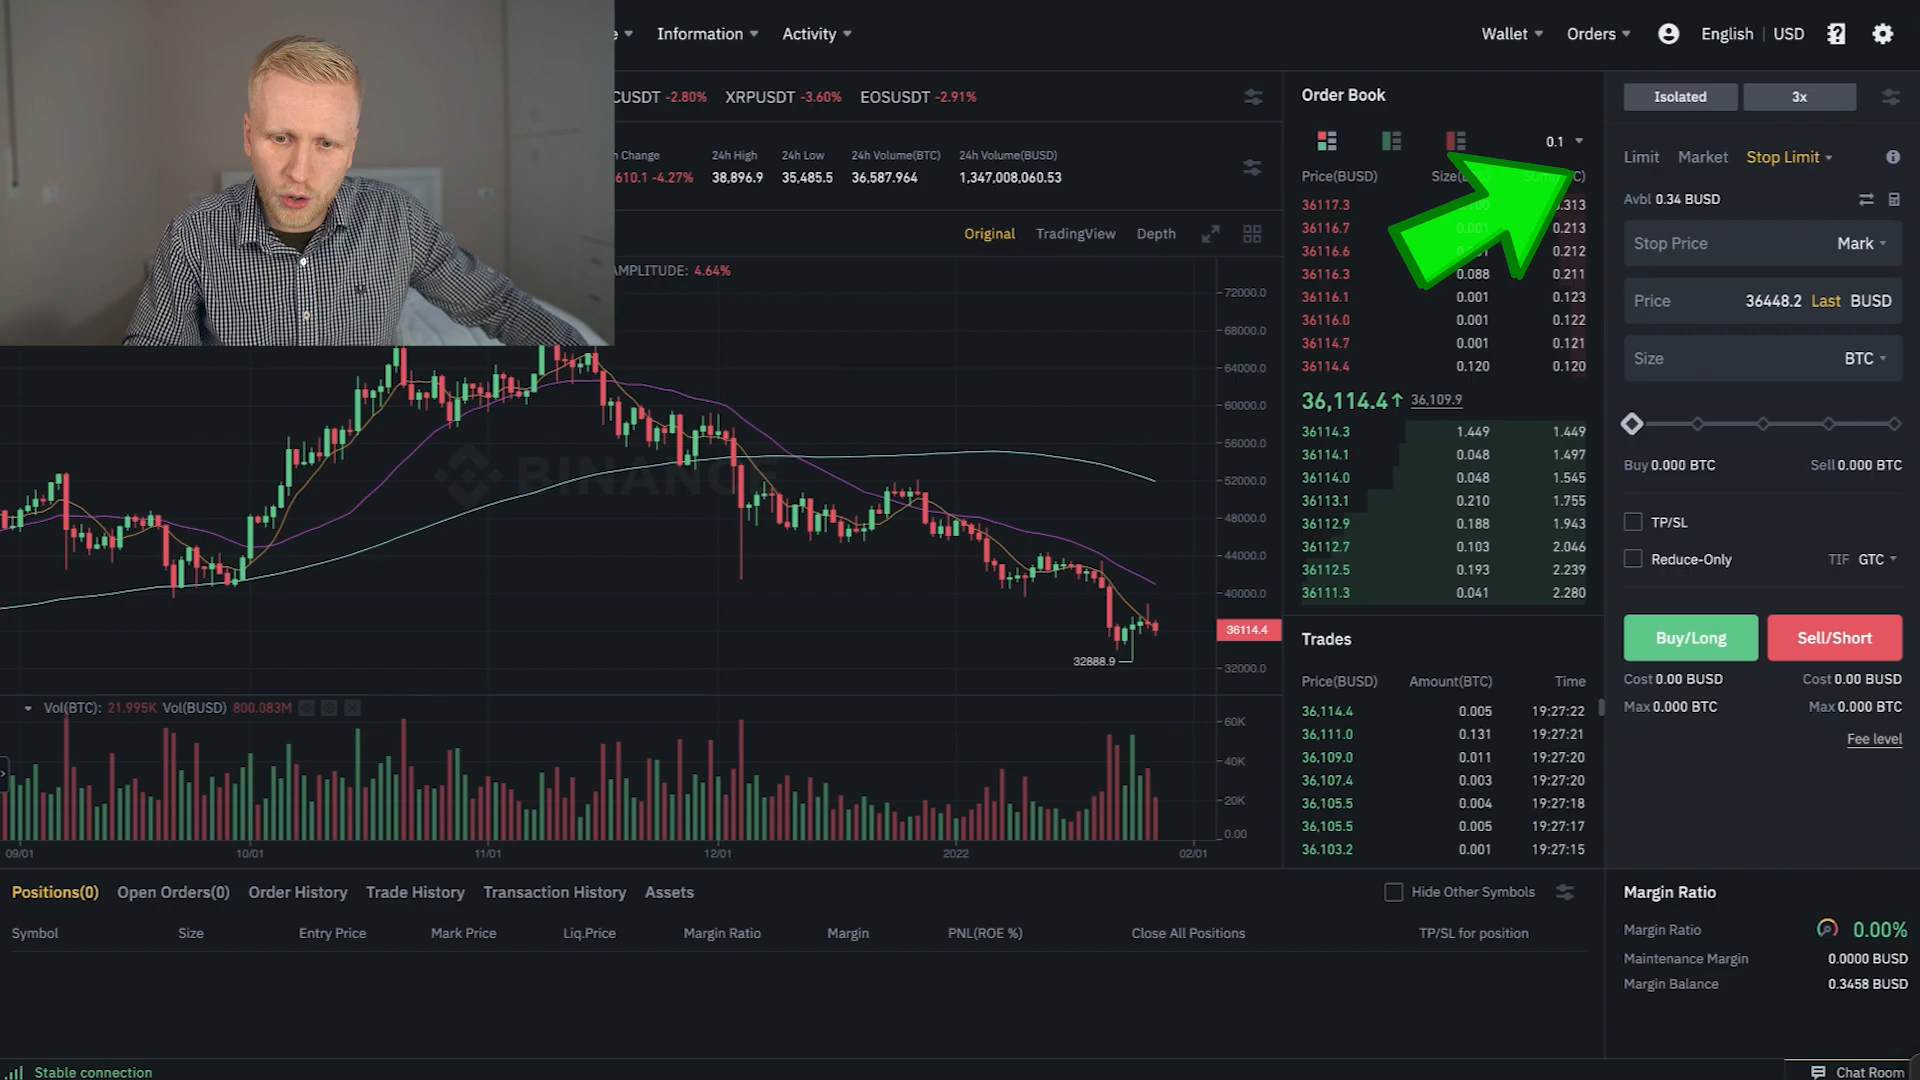 Information
Activity
Wallet
Orders
English
USD
CUSDT -2.80%
XRPUSDT -3.60%
EOSUSDT -2.91%
Change
24h High
24h Low
24h Volume(BTC)
24h Volume(BUSD)
610.1 -4.27%
38,896.9
35,485.5
36,587.964
1,347,008,060.53
Original
TradingView
Depth
AMPLITUDE: 4.64%
BINANCE
72000.0
68000.0
64000.0
60000.0
56000.0
52000.0
48000.0
44000.0
40000.0
36114.4
32000.0
32888.9
Vol(BTC): 21.995K Vol(BUSD) 800.083M
60K
40K
20K
0.00
09/01
10/01
11/01
12/01
2022
02/01
Order Book
0.1
Price(BUSD)
36117.3
36116.7 0.213
36116.6 0.212
36116.3 0.088 0.211
36116.1 0.001 0.123
36116.0 0.001 0.122
36114.7 0.001 0.121
36114.4 0.120 0.120
36,114.4↑ 36,109.9
36114.3 1.449 1.449
36114.1 0.048 1.497
36114.0 0.048 1.545
36113.1 0.210 1.755
36112.9 0.188 1.943
36112.7 0.103 2.046
36112.5 0.193 2.239
36111.3 0.041 2.280
Trades
Price(BUSD) Amount(BTC) Time
36,114.4 0.005 19:27:22
36,111.0 0.131 19:27:21
36,109.0 0.011 19:27:20
36,107.4 0.003 19:27:20
36,105.5 0.004 19:27:18
36,105.5 0.005 19:27:17
36,103.2 0.001 19:27:15
Isolated
3x
Limit
Market
Stop Limit
Avbl 0.34 BUSD
Stop Price Mark
Price 36448.2 Last BUSD
Size BTC
Buy 0.000 BTC
Sell 0.000 BTC
TP/SL
Reduce-Only
TIF GTC
Buy/Long
Sell/Short
Cost 0.00 BUSD
Cost 0.00 BUSD
Max 0.000 BTC
Max 0.000 BTC
Fee level
Positions(0)
Open Orders(0)
Order History
Trade History
Transaction History
Assets
Hide Other Symbols
Symbol
Size
Entry Price
Mark Price
Liq.Price
Margin Ratio
Margin
PNL(ROE %)
Close All Positions
TP/SL for position
Margin Ratio
Margin Ratio 0.00%
Maintenance Margin 0.0000 BUSD
Margin Balance 0.3458 BUSD
Stable connection
Chat Room